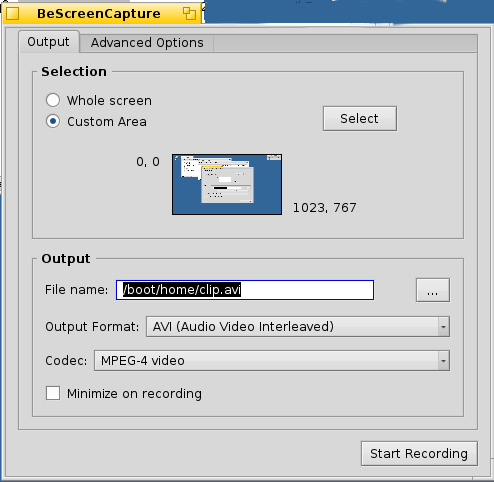 BeScreenCapture
Output
Advanced Options
Selection
Whole screen
Custom Area
Select
0, 0
1023, 767
Output
File name: /boot/home/clip.avi ...
Output Format: AVI (Audio Video Interleaved)
Codec: MPEG-4 video
Minimize on recording
Start Recording